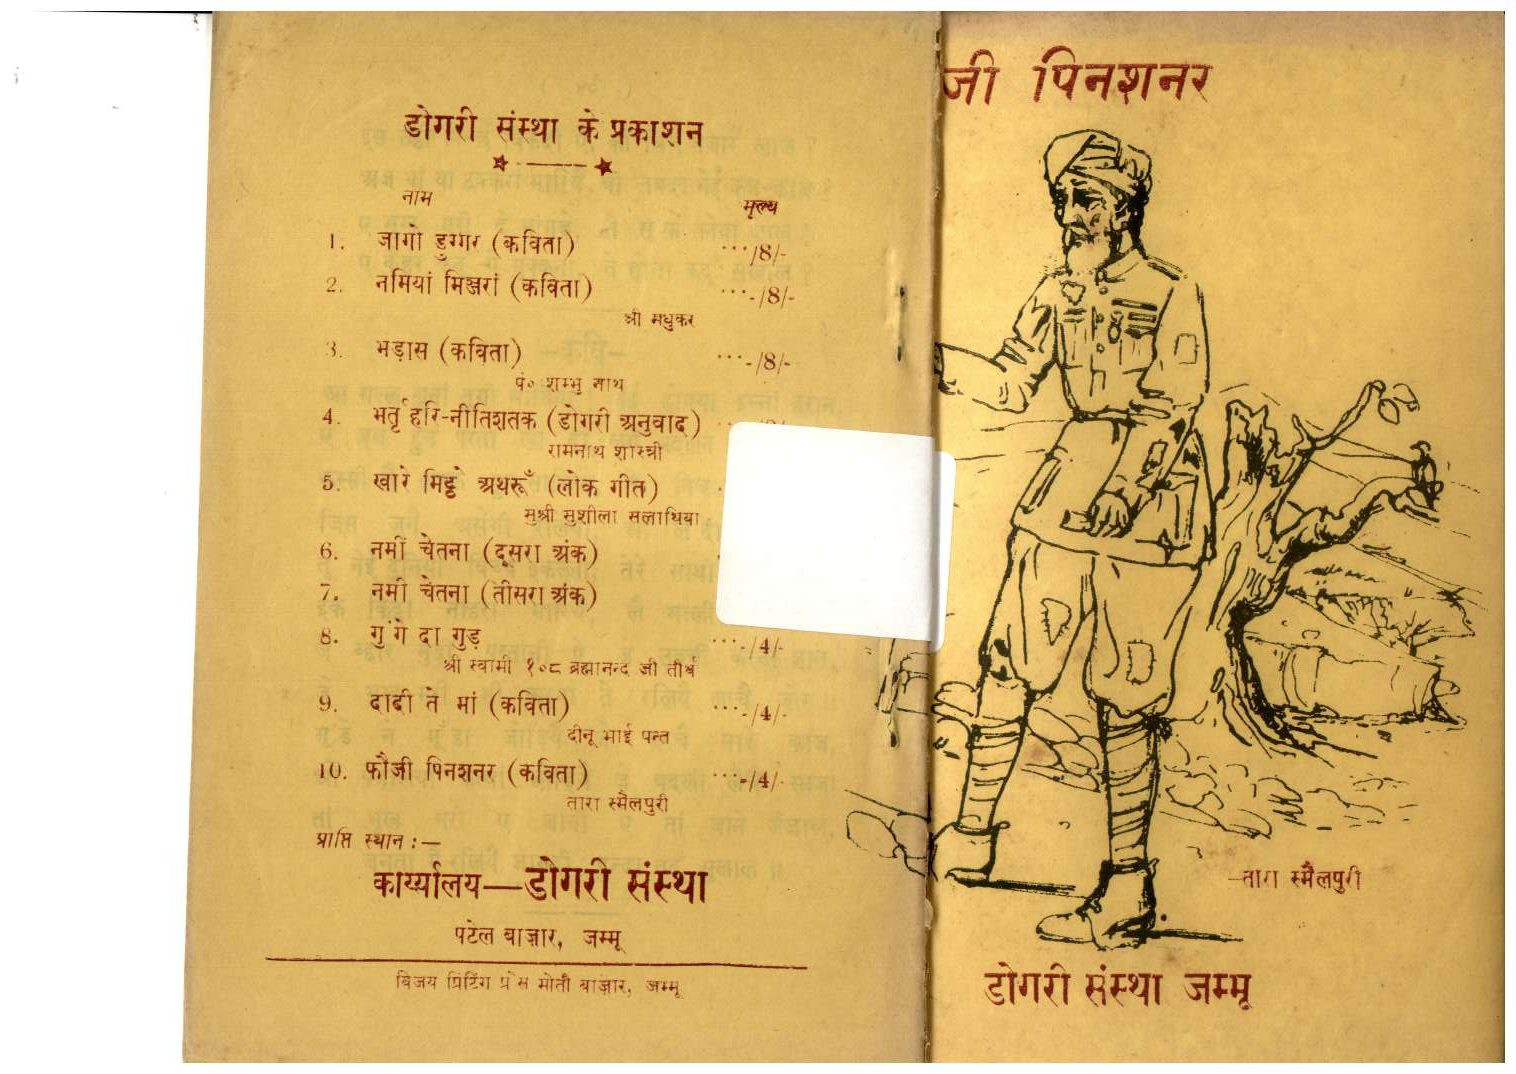 डोगरी संस्था के प्रकाशन
नाम मूल्य
1. जागो डुग्गर (कविता) ···/8/-
2. नमियां मिञ्जरां (कविता) ···-/8/-
श्री मधुकर
3. भड़ास (कविता) ···-/8/-
पं० शम्भु नाथ
4. भर्तृहरि-नीतिशतक (डोगरी अनुवाद)
रामनाथ शास्त्री
5. खारे मिट्ठे अथरूँ (लोक गीत)
सुश्री सुशीला सलाथिया
6. नमीं चेतना (दूसरा अंक)
7. नमीं चेतना (तीसरा अंक)
8. गुंगे दा गुड़ ···-/4/-
श्री स्वामी १०८ ब्रह्मानन्द जी तीर्थ
9. दादी ते मां (कविता) ···-/4/-
दीनू भाई पन्त
10. फौजी पिनशनर (कविता) ···-/4/-
तारा स्मैलपुरी
प्राप्ति स्थान :—
कार्य्यालय—डोगरी संस्था
पटेल बाज़ार, जम्मू
विजय प्रिंटिंग प्रेस मोती बाज़ार, जम्मू
जी पिनशनर
—तारा स्मैलपुरी
डोगरी संस्था जम्मू